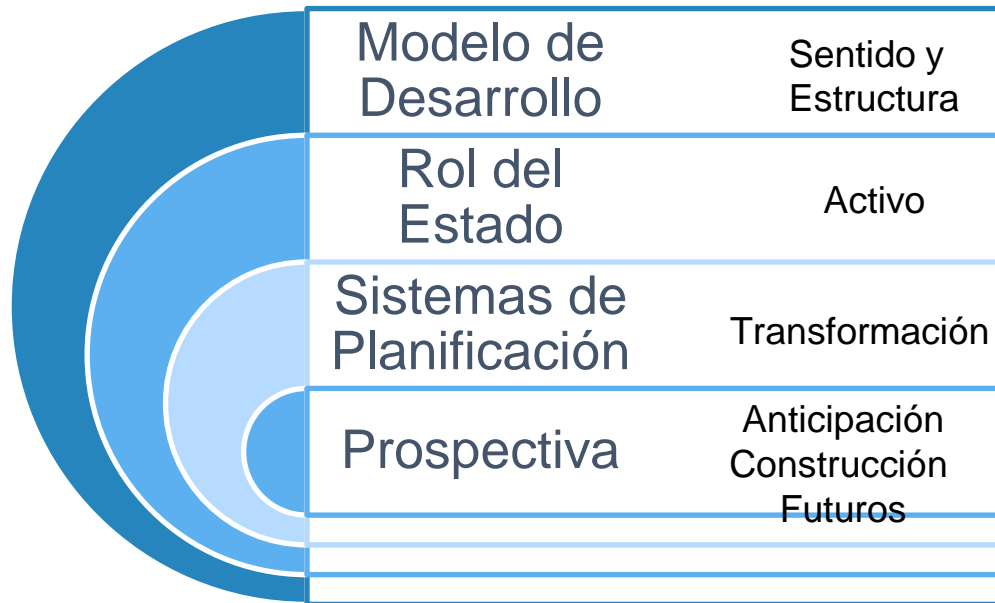 Modelo de
Desarrollo
Sentido y
Estructura
Rol del
Estado
Activo
Sistemas de
Planificación
Transformación
Prospectiva
Anticipación
Construcción
Futuros